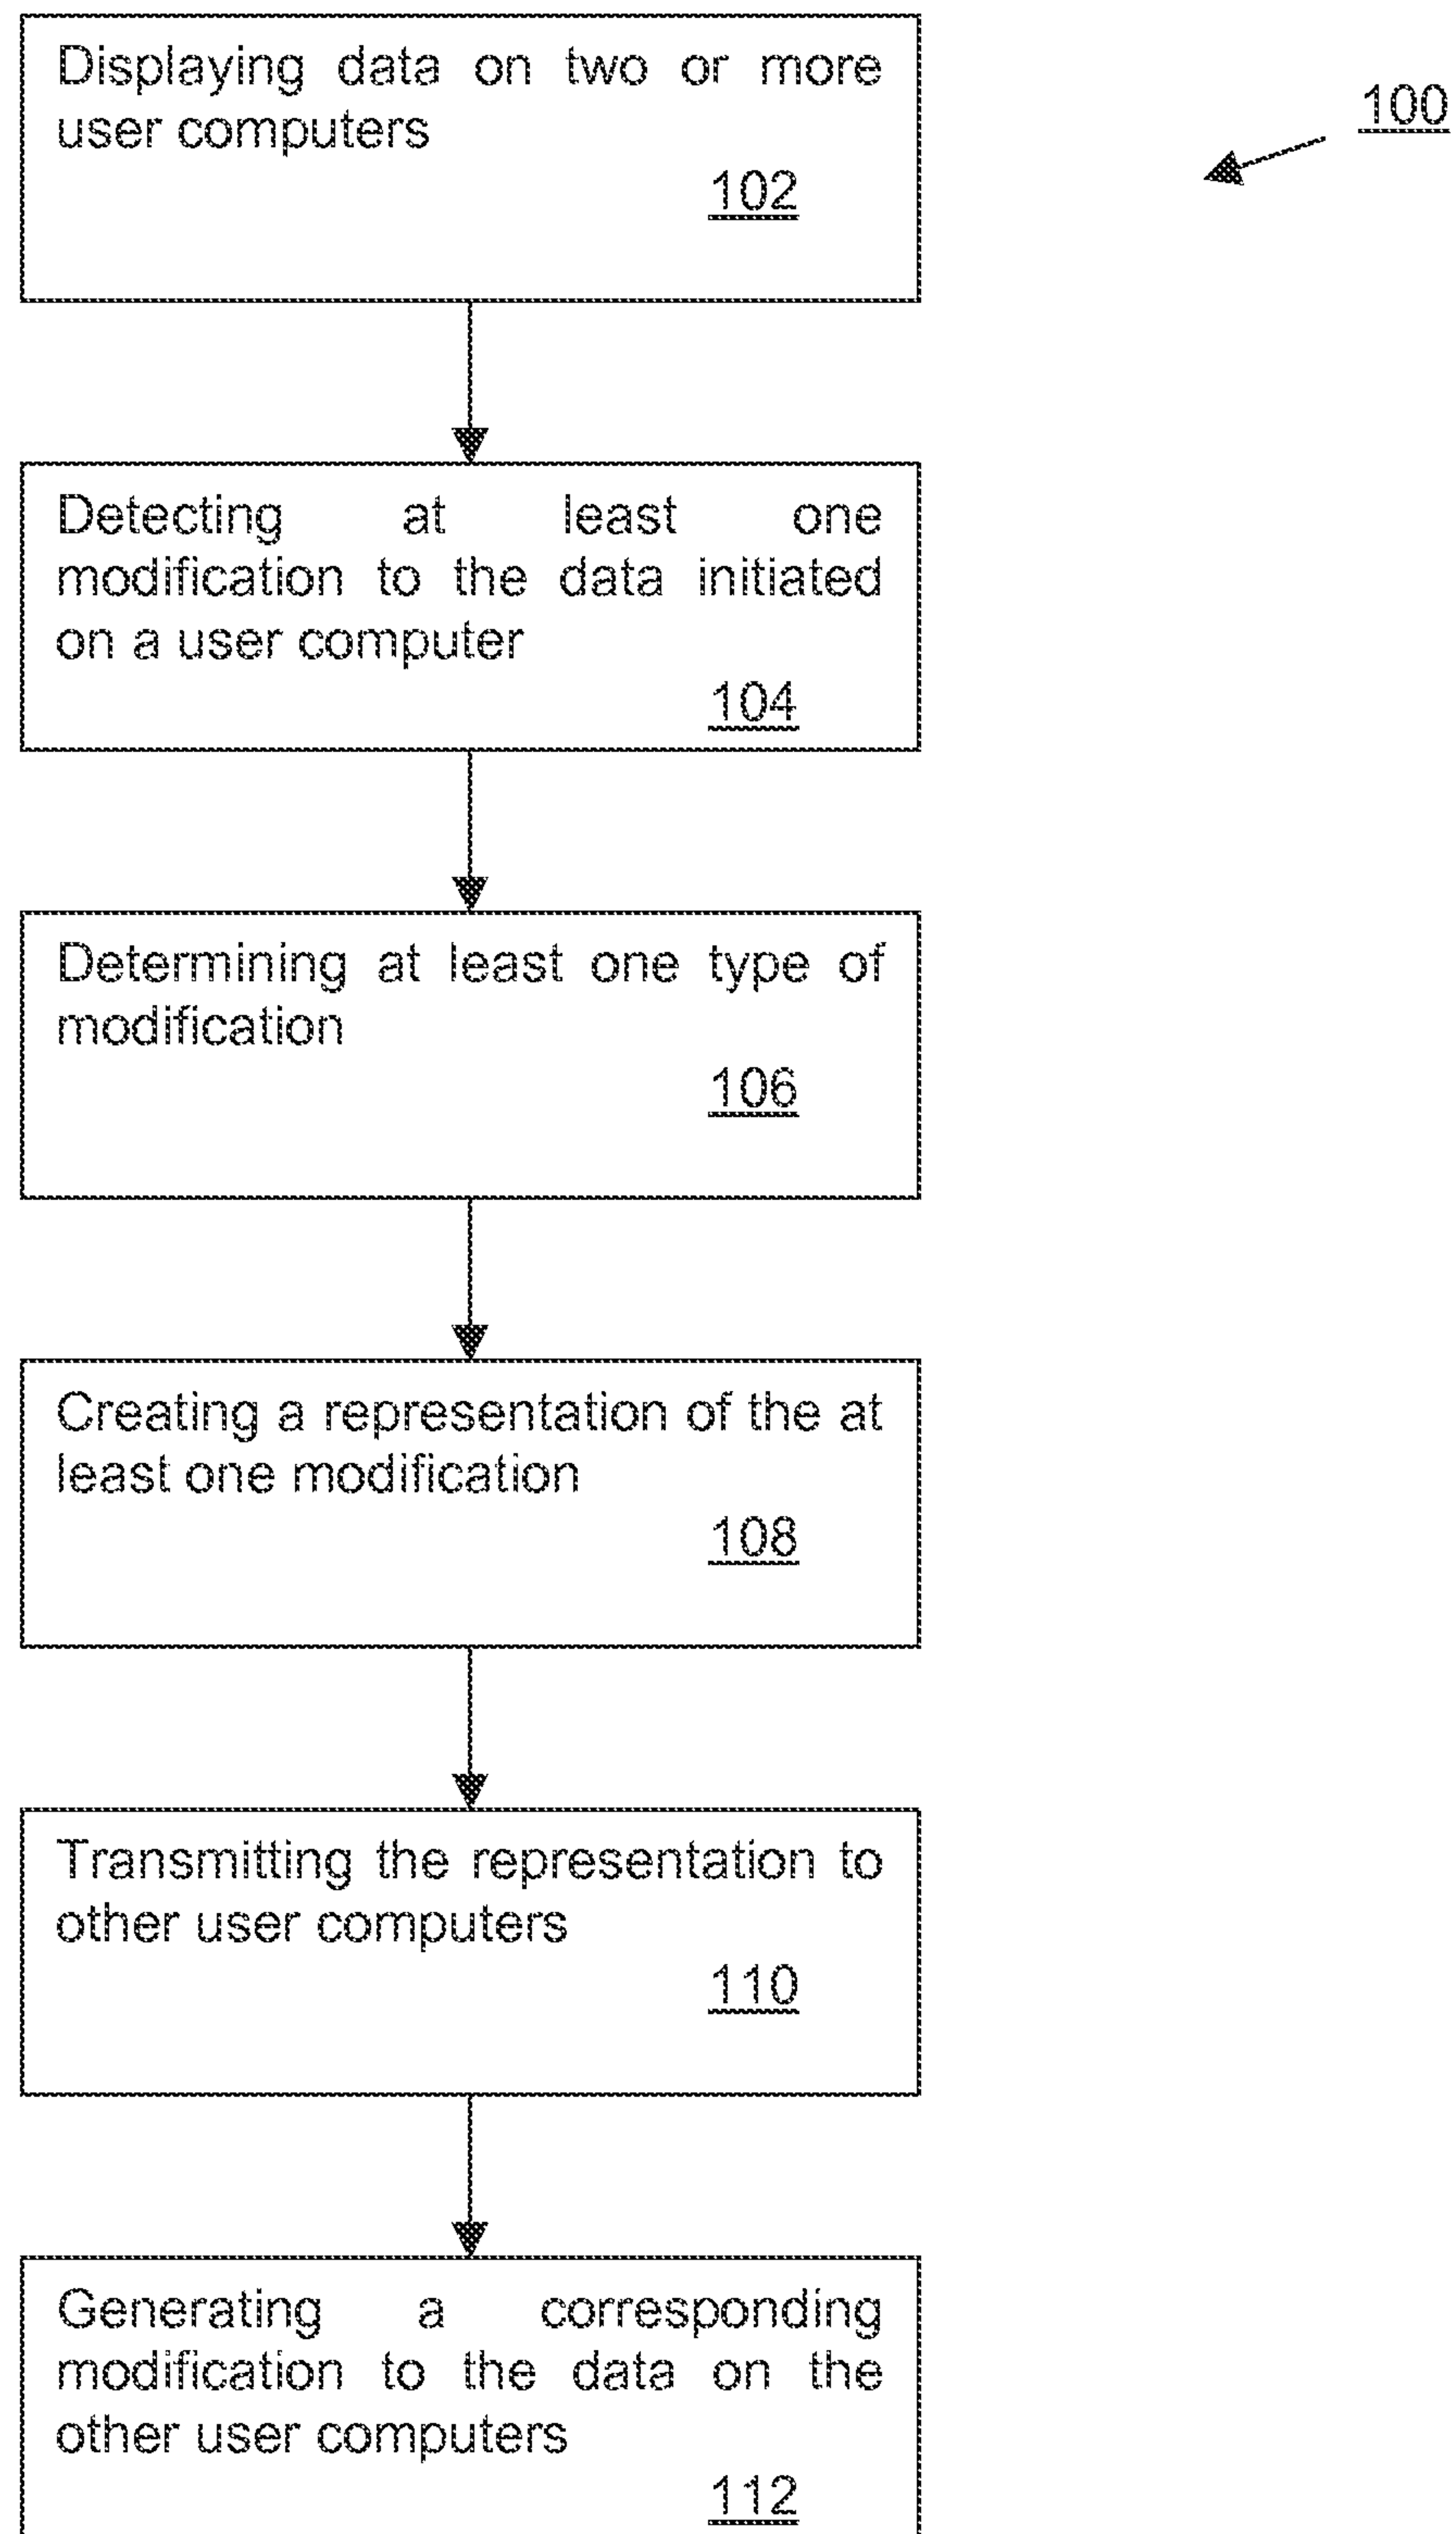 Displaying data on two or more
user computers
102
100
Detecting at least one
modification to the data initiated
on a user computer
104
Determining at least one type of
modification
106
Creating a representation of the at
least one modification
108
Transmitting the representation to
other user computers
110
Generating a corresponding
modification to the data on the
other user computers
112